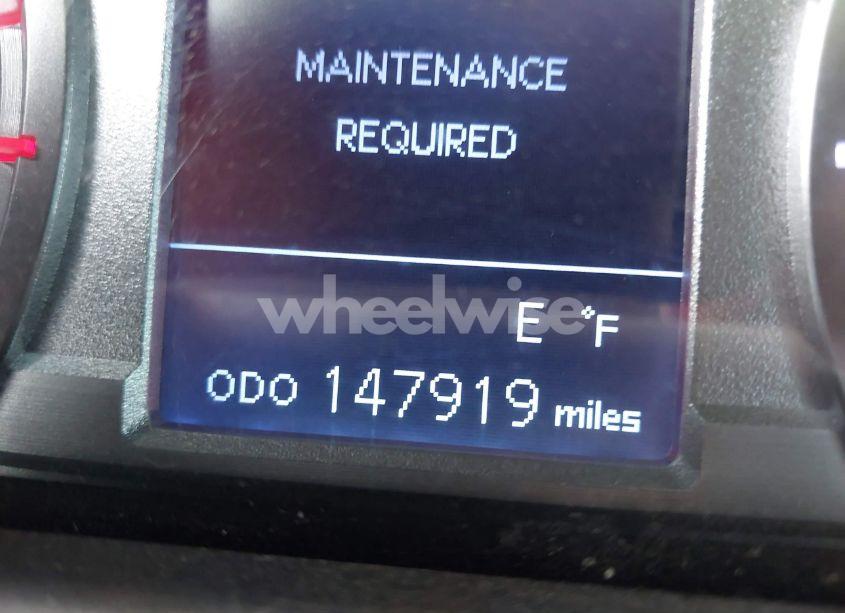 MAINTENANCE
REQUIRED
wheelwise
E °F
ODO 147919 miles